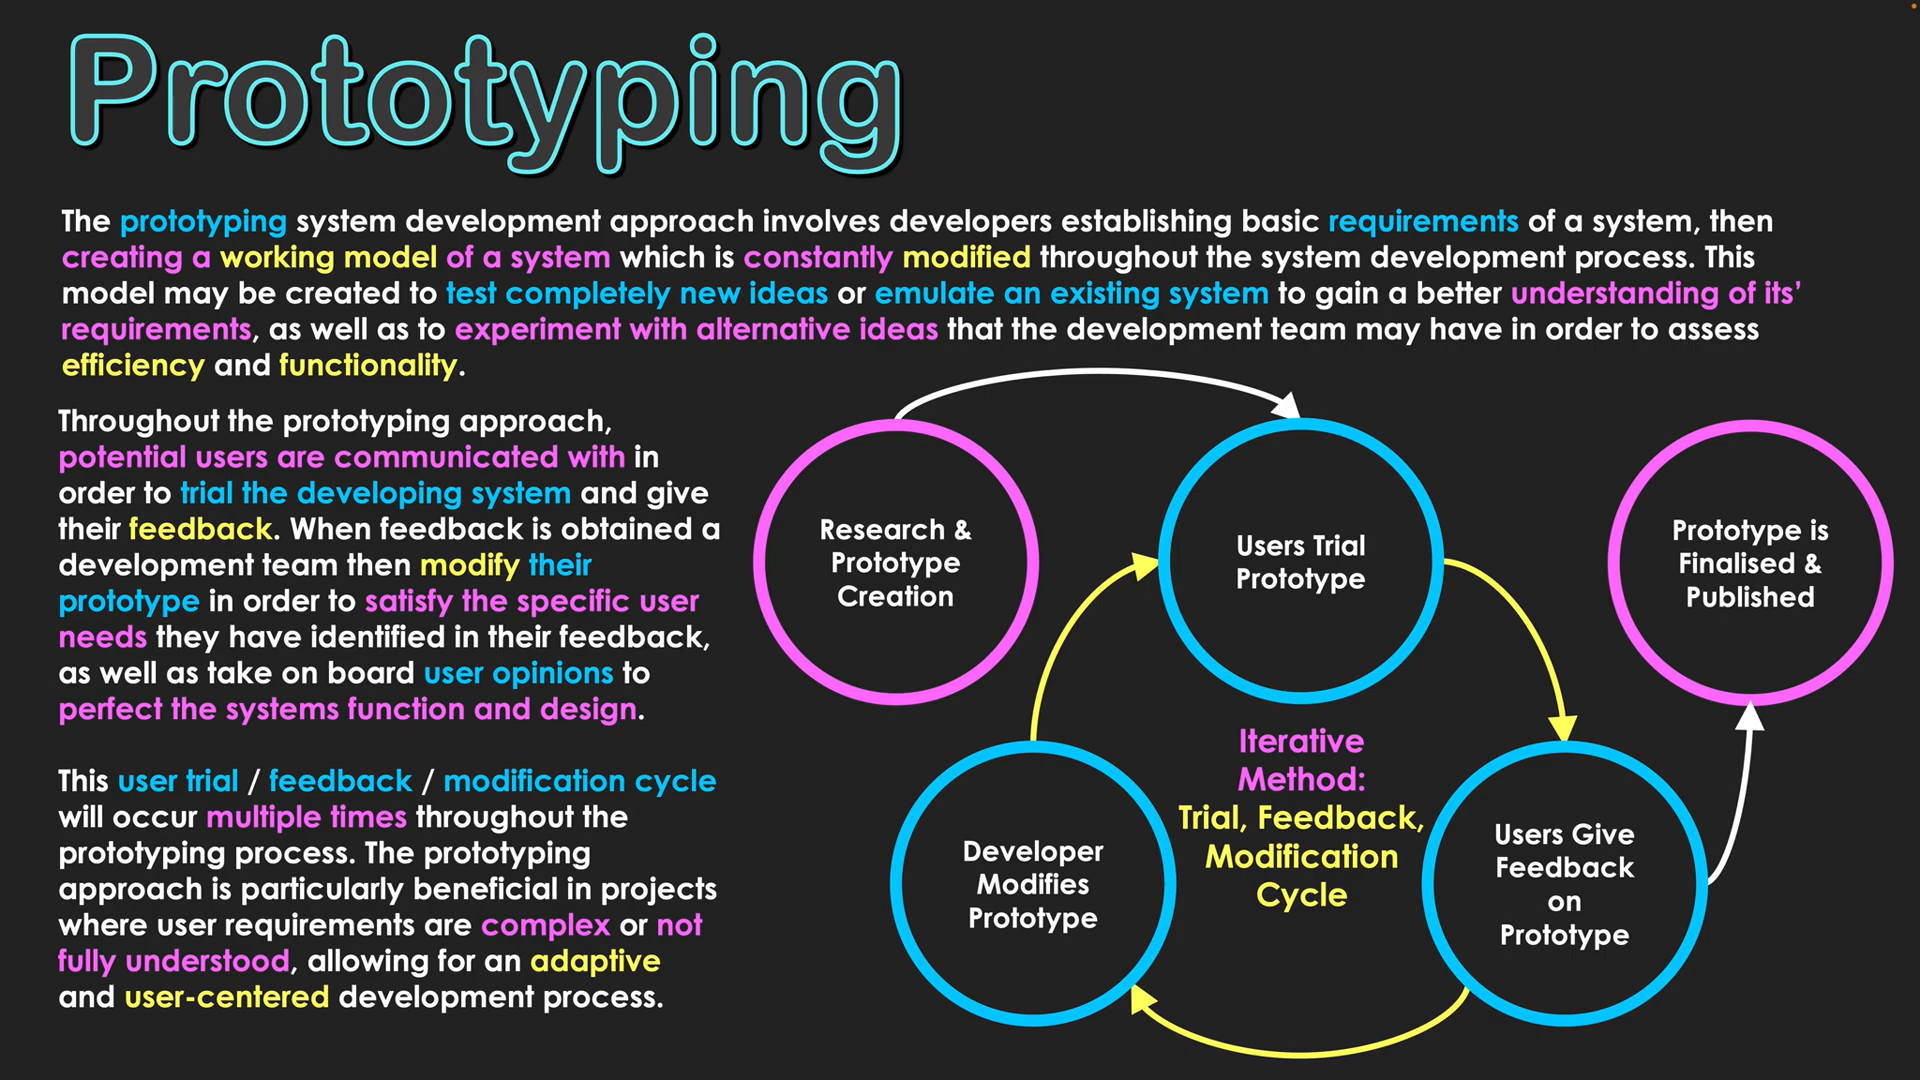 Prototyping
The prototyping system development approach involves developers establishing basic requirements of a system, then
creating a working model of a system which is constantly modified throughout the system development process. This
model may be created to test completely new ideas or emulate an existing system to gain a better understanding of its’
requirements, as well as to experiment with alternative ideas that the development team may have in order to assess
efficiency and functionality.
Throughout the prototyping approach,
potential users are communicated with in
order to trial the developing system and give
their feedback. When feedback is obtained a
development team then modify their
prototype in order to satisfy the specific user
needs they have identified in their feedback,
as well as take on board user opinions to
perfect the systems function and design.
This user trial / feedback / modification cycle
will occur multiple times throughout the
prototyping process. The prototyping
approach is particularly beneficial in projects
where user requirements are complex or not
fully understood, allowing for an adaptive
and user-centered development process.
Research &
Prototype
Creation
Users Trial
Prototype
Prototype is
Finalised &
Published
Iterative
Method:
Trial, Feedback,
Modification
Cycle
Developer
Modifies
Prototype
Users Give
Feedback
on
Prototype